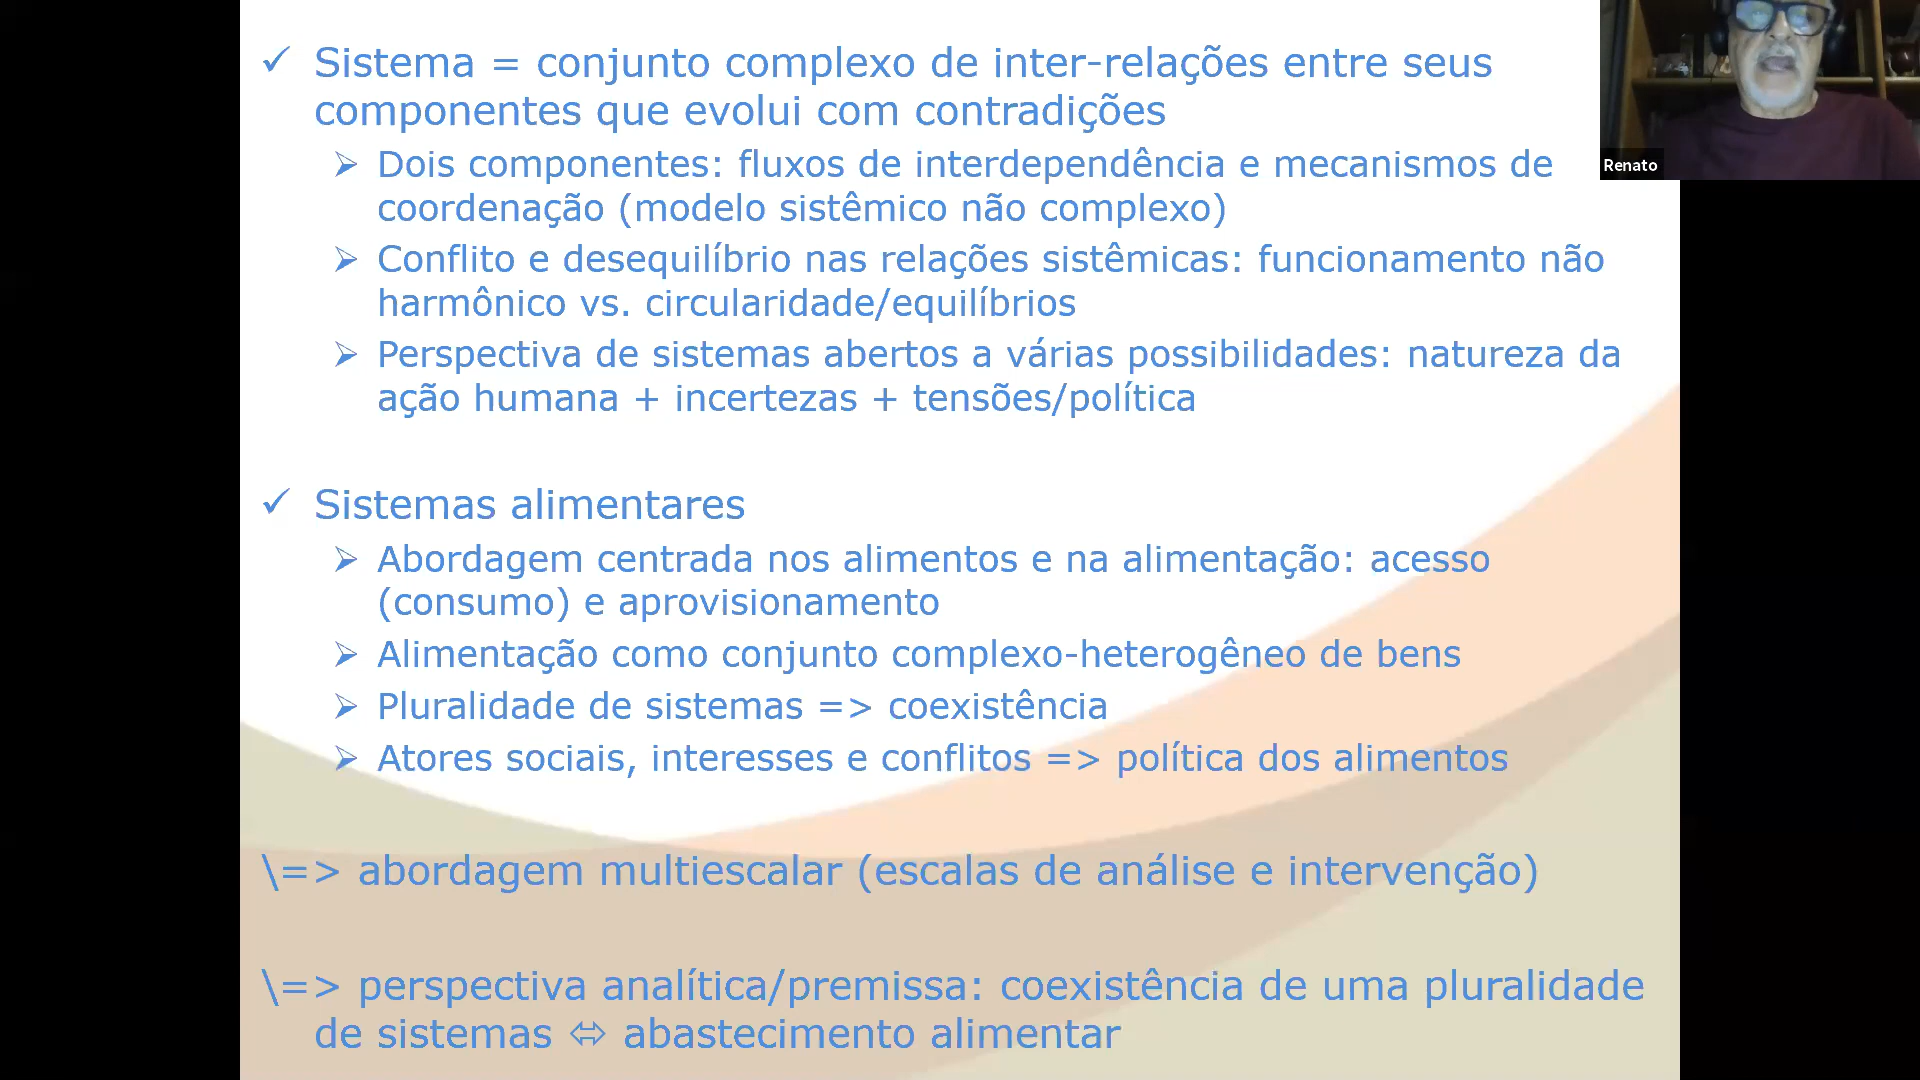 ✓ Sistema = conjunto complexo de inter-relações entre seus
componentes que evolui com contradições
➢ Dois componentes: fluxos de interdependência e mecanismos de
coordenação (modelo sistêmico não complexo)
➢ Conflito e desequilíbrio nas relações sistêmicas: funcionamento não
harmônico vs. circularidade/equilíbrios
➢ Perspectiva de sistemas abertos a várias possibilidades: natureza da
ação humana + incertezas + tensões/política
✓ Sistemas alimentares
➢ Abordagem centrada nos alimentos e na alimentação: acesso
(consumo) e aprovisionamento
➢ Alimentação como conjunto complexo-heterogêneo de bens
➢ Pluralidade de sistemas => coexistência
➢ Atores sociais, interesses e conflitos => política dos alimentos
\=> abordagem multiescalar (escalas de análise e intervenção)
\=> perspectiva analítica/premissa: coexistência de uma pluralidade
de sistemas ⬄ abastecimento alimentar
Renato